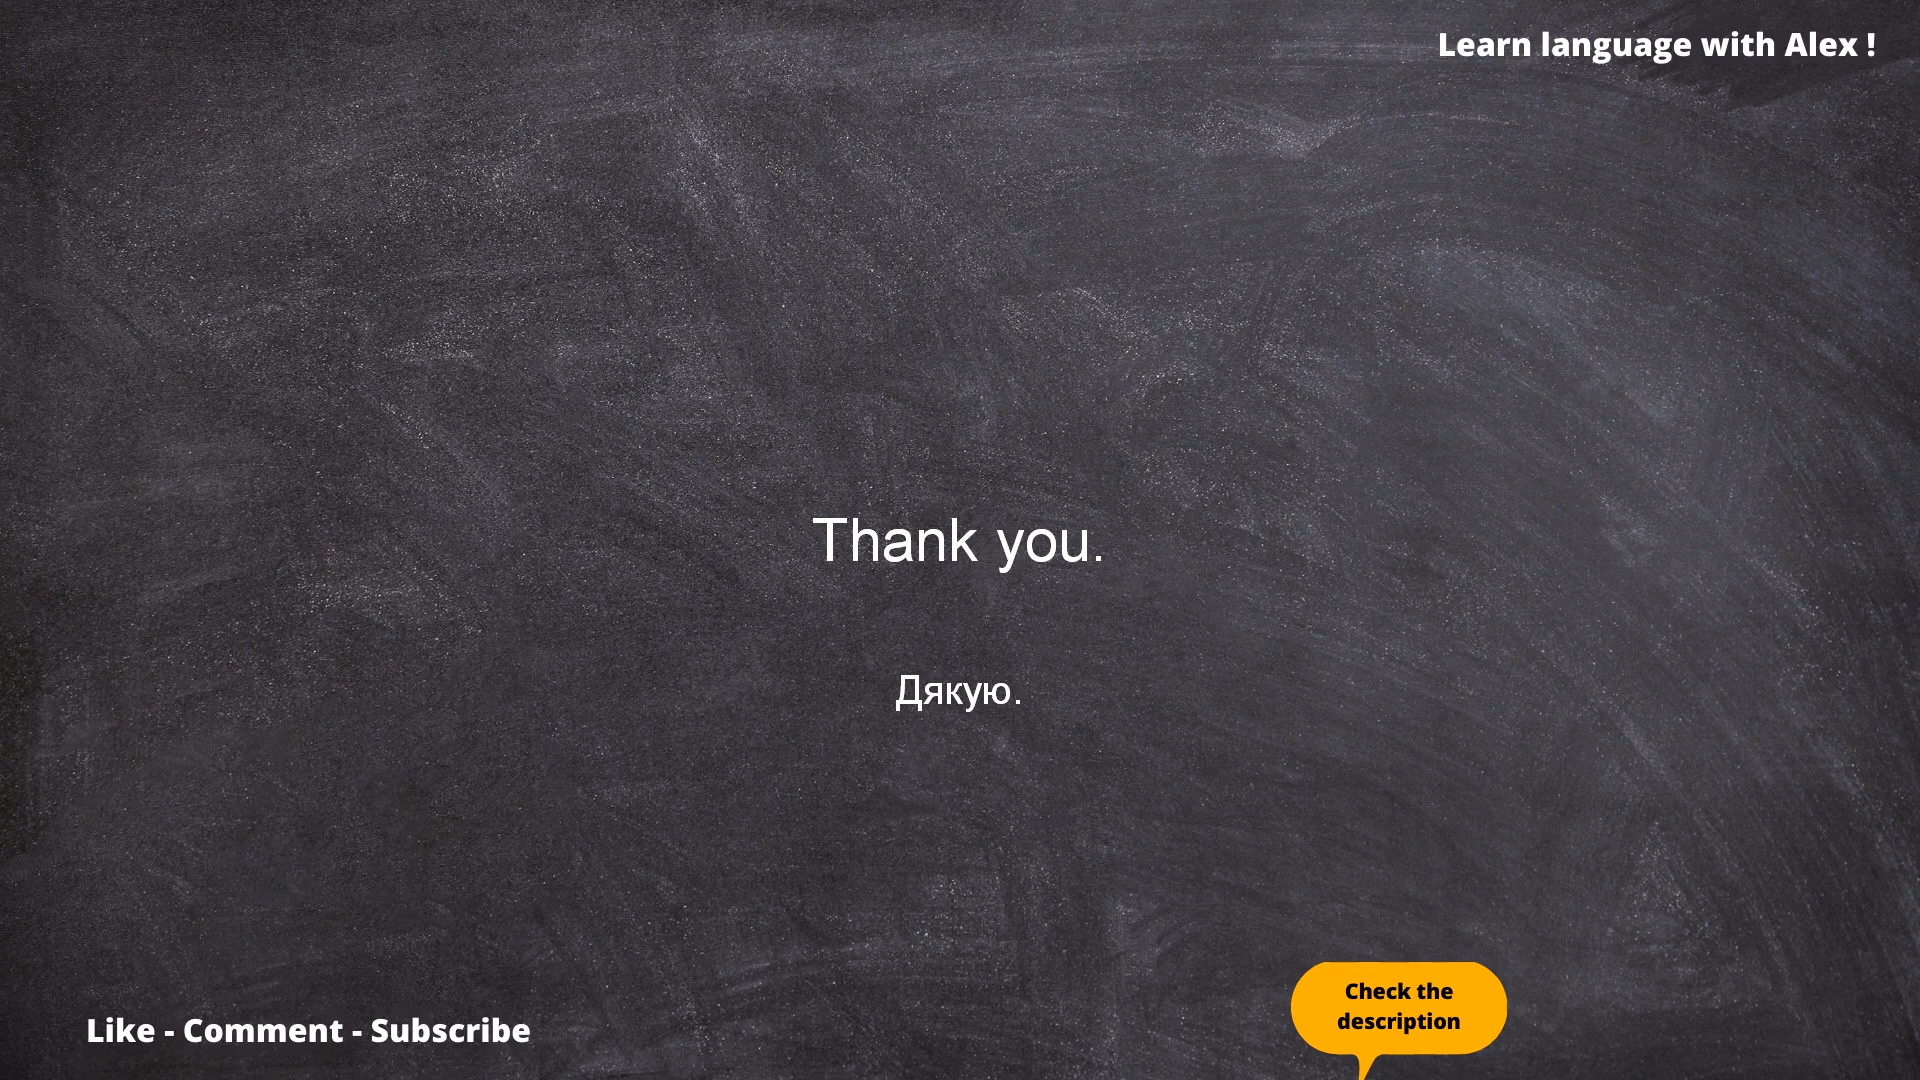 Learn language with Alex !
Thank you.
Дякую.
Check the
description
Like - Comment - Subscribe